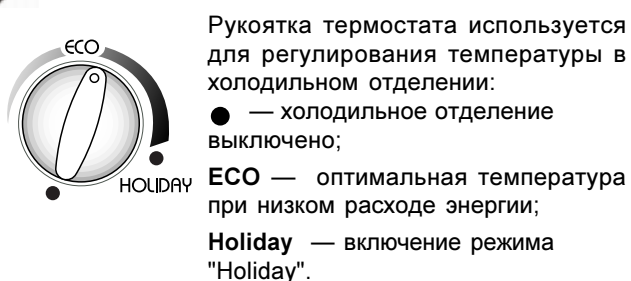 ECO
HOLIDAY
Рукоятка термостата используется
для регулирования температуры в
холодильном отделении:
● — холодильное отделение
выключено;
ECO — оптимальная температура
при низком расходе энергии;
Holiday — включение режима
"Holiday".